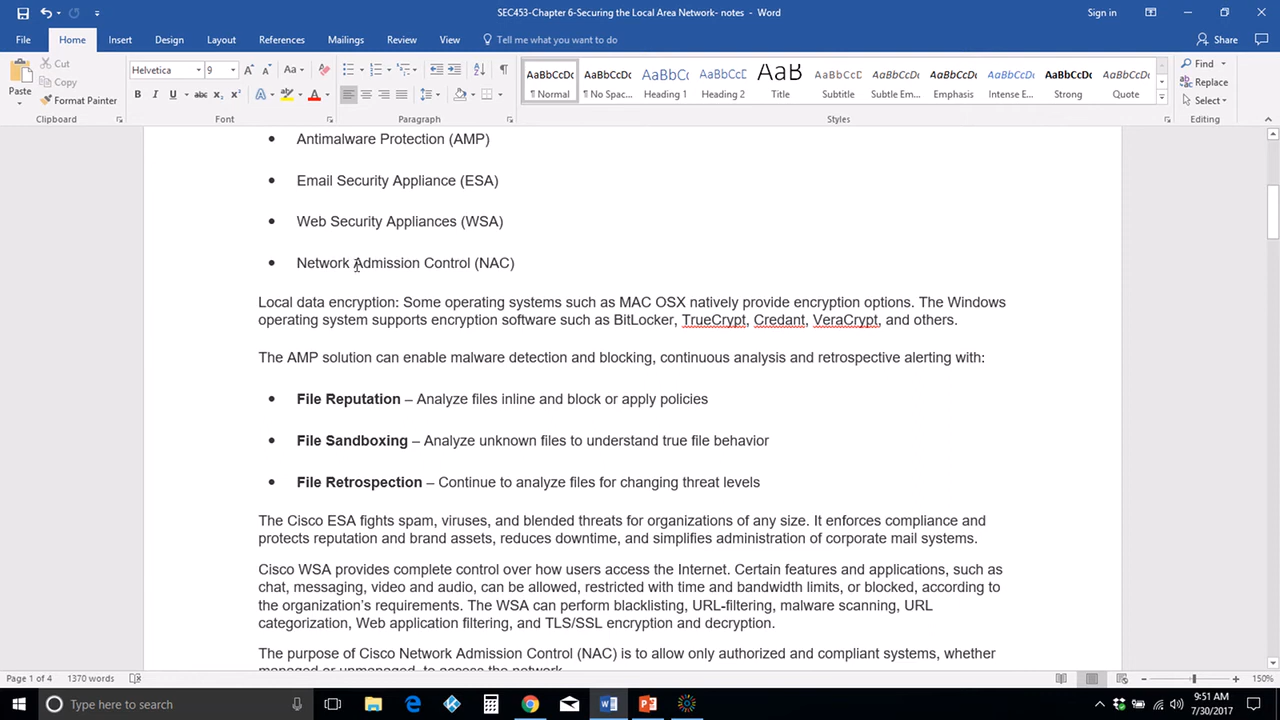 SEC453-Chapter 6-Securing the Local Area Network- notes - Word
Sign in
File Home Insert Design Layout References Mailings Review View Tell me what you want to do
Share
Paste
Cut
Copy
Format Painter
Clipboard
Helvetica 9
Font
Paragraph
AaBbCcDc AaBbCcDc AaBbCc AaBbCcD AaB AaBbCcD AaBbCcDc AaBbCcDc AaBbCcDc AaBbCcDc AaBbCcDc
¶ Normal ¶ No Spac... Heading 1 Heading 2 Title Subtitle Subtle Em... Emphasis Intense E... Strong Quote
Styles
Find
Replace
Select
Editing
• Antimalware Protection (AMP)
• Email Security Appliance (ESA)
• Web Security Appliances (WSA)
• Network Admission Control (NAC)
Local data encryption: Some operating systems such as MAC OSX natively provide encryption options. The Windows
operating system supports encryption software such as BitLocker, TrueCrypt, Credant, VeraCrypt, and others.
The AMP solution can enable malware detection and blocking, continuous analysis and retrospective alerting with:
• File Reputation – Analyze files inline and block or apply policies
• File Sandboxing – Analyze unknown files to understand true file behavior
• File Retrospection – Continue to analyze files for changing threat levels
The Cisco ESA fights spam, viruses, and blended threats for organizations of any size. It enforces compliance and
protects reputation and brand assets, reduces downtime, and simplifies administration of corporate mail systems.
Cisco WSA provides complete control over how users access the Internet. Certain features and applications, such as
chat, messaging, video and audio, can be allowed, restricted with time and bandwidth limits, or blocked, according to
the organization's requirements. The WSA can perform blacklisting, URL-filtering, malware scanning, URL
categorization, Web application filtering, and TLS/SSL encryption and decryption.
The purpose of Cisco Network Admission Control (NAC) is to allow only authorized and compliant systems, whether
managed or unmanaged, to access the network.
Page 1 of 4 1370 words
150%
Type here to search
9:51 AM
7/30/2017